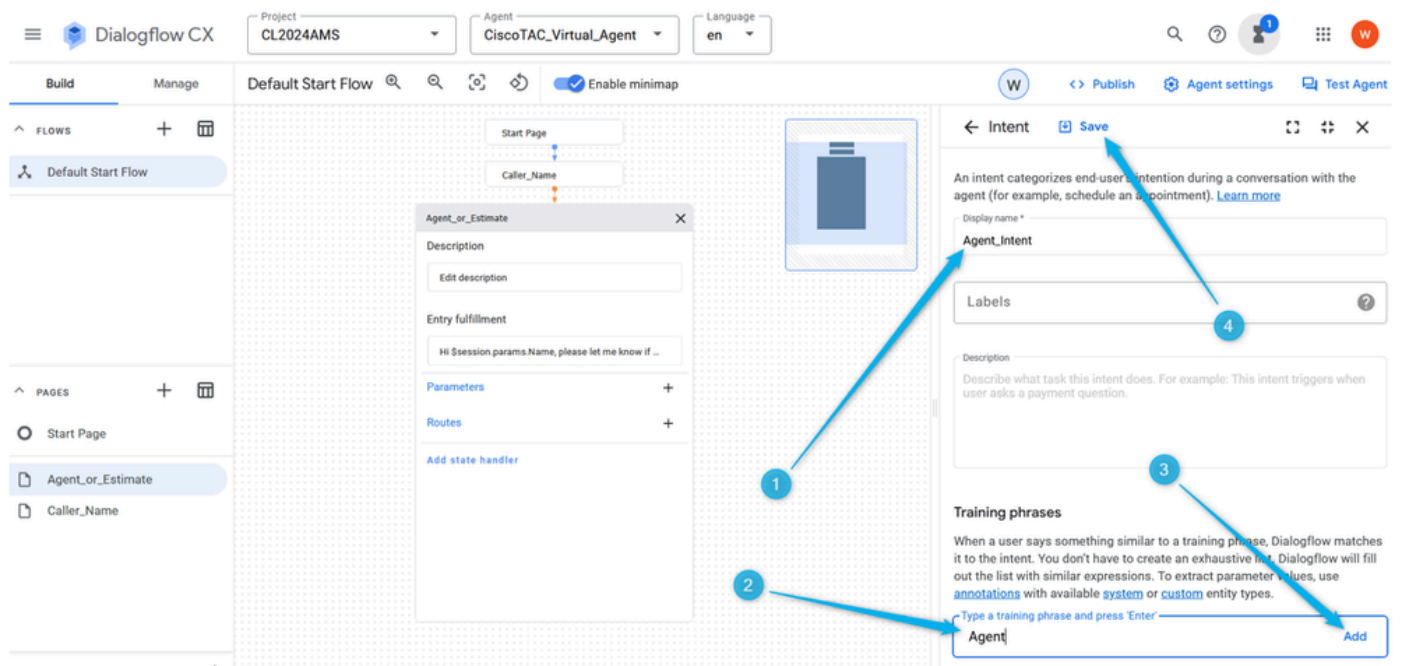 Dialogflow CX
Project
CL2024AMS
Agent
CiscoTAC_Virtual_Agent
Language
en
1
W
Build
Manage
Default Start Flow
Enable minimap
W
Publish
Agent settings
Test Agent
FLOWS
Default Start Flow
PAGES
Start Page
Agent_or_Estimate
Caller_Name
Start Page
Caller_Name
Agent_or_Estimate
Description
Edit description
Entry fulfillment
Hi $session.params.Name, please let me know if ...
Parameters
Routes
Add state handler
Intent
Save
An intent categorizes end-user's intention during a conversation with the
agent (for example, schedule an appointment). Learn more
Display name *
Agent_Intent
Labels
Description
Describe what task this intent does. For example: This intent triggers when
user asks a payment question.
Training phrases
When a user says something similar to a training phrase, Dialogflow matches
it to the intent. You don't have to create an exhaustive list, Dialogflow will fill
out the list with similar expressions. To extract parameter values, use
annotations with available system or custom entity types.
Type a training phrase and press 'Enter'
Agent
Add
1
2
3
4